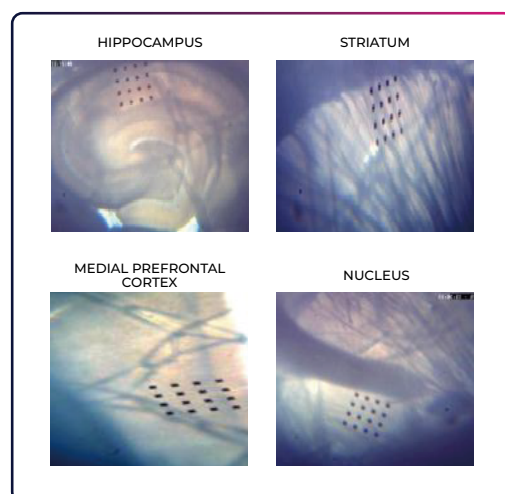 HIPPOCAMPUS
STRIATUM
MEDIAL PREFRONTAL
CORTEX
NUCLEUS